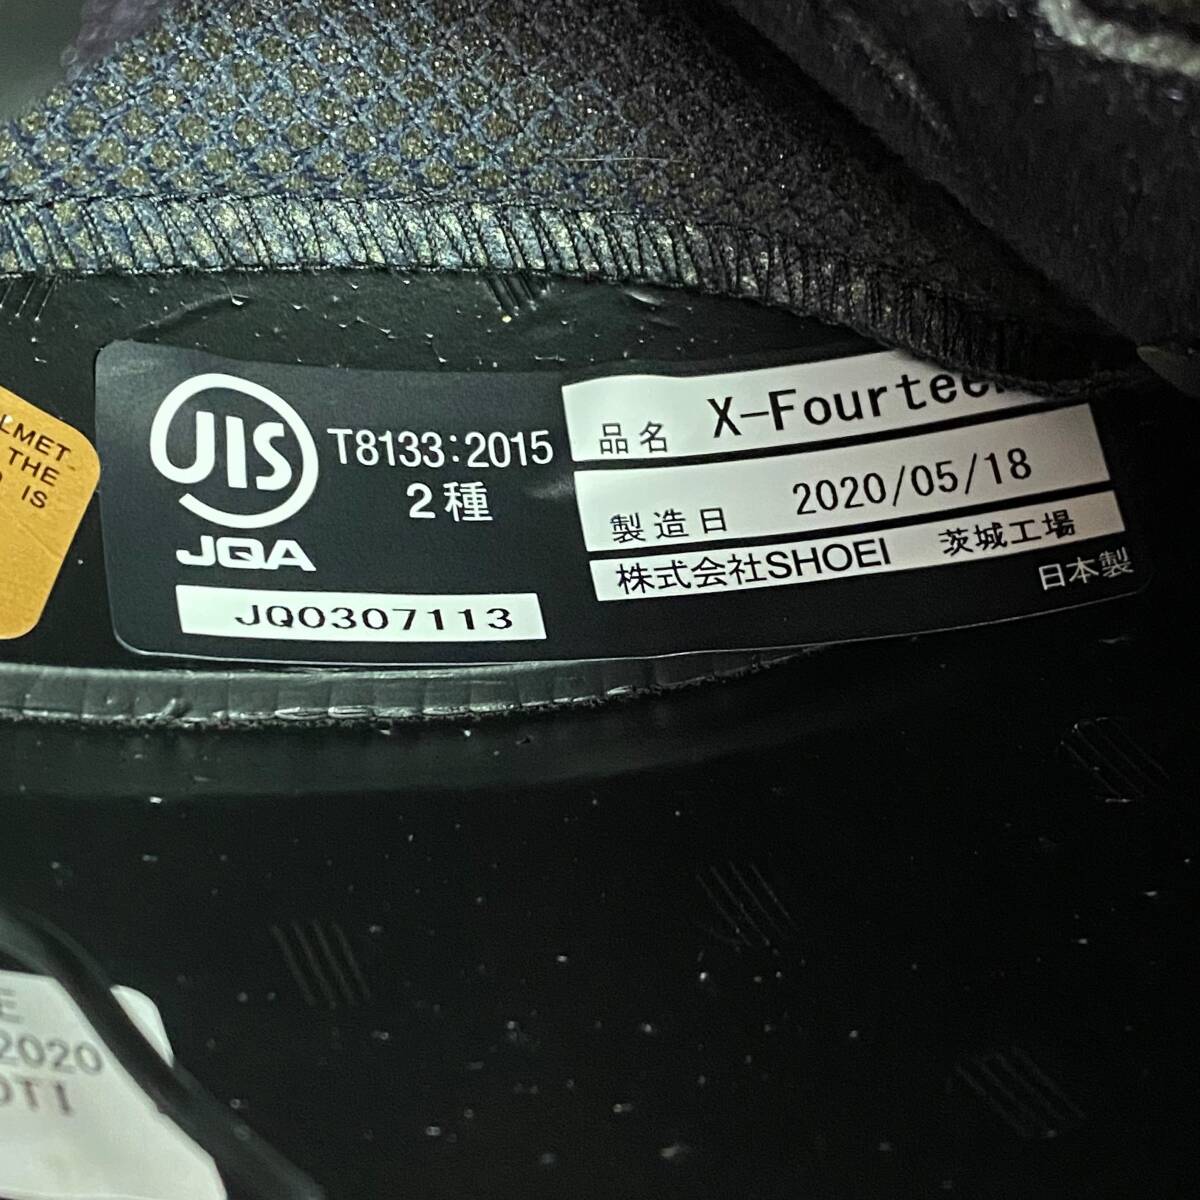 LMET-
THE
IS
JIS
T8133:2015
2種
JQA
JQ0307113
品名 X-Fourteen
製造日 2020/05/18
株式会社SHOEI 茨城工場
日本製
2020